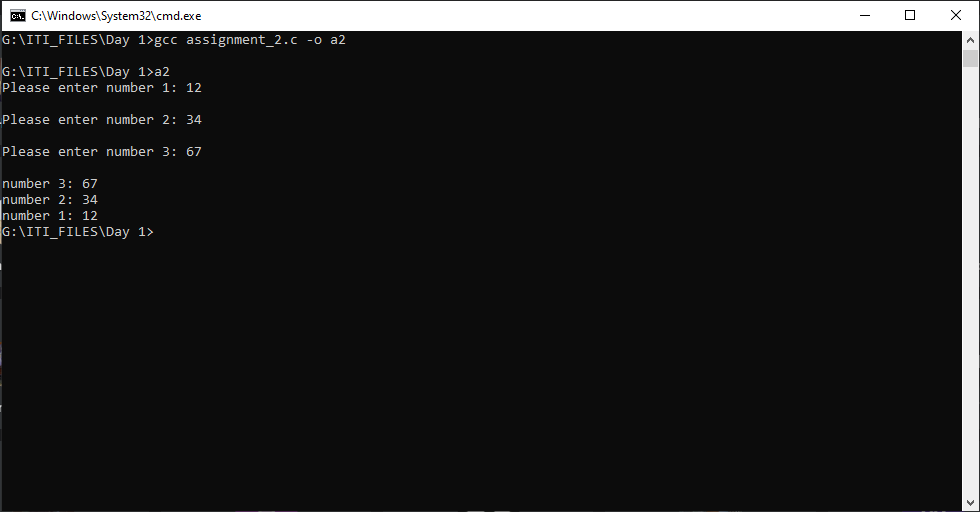 C:\Windows\System32\cmd.exe
G:\ITI_FILES\Day 1>gcc assignment_2.c -o a2
G:\ITI_FILES\Day 1>a2
Please enter number 1: 12
Please enter number 2: 34
Please enter number 3: 67
number 3: 67
number 2: 34
number 1: 12
G:\ITI_FILES\Day 1>